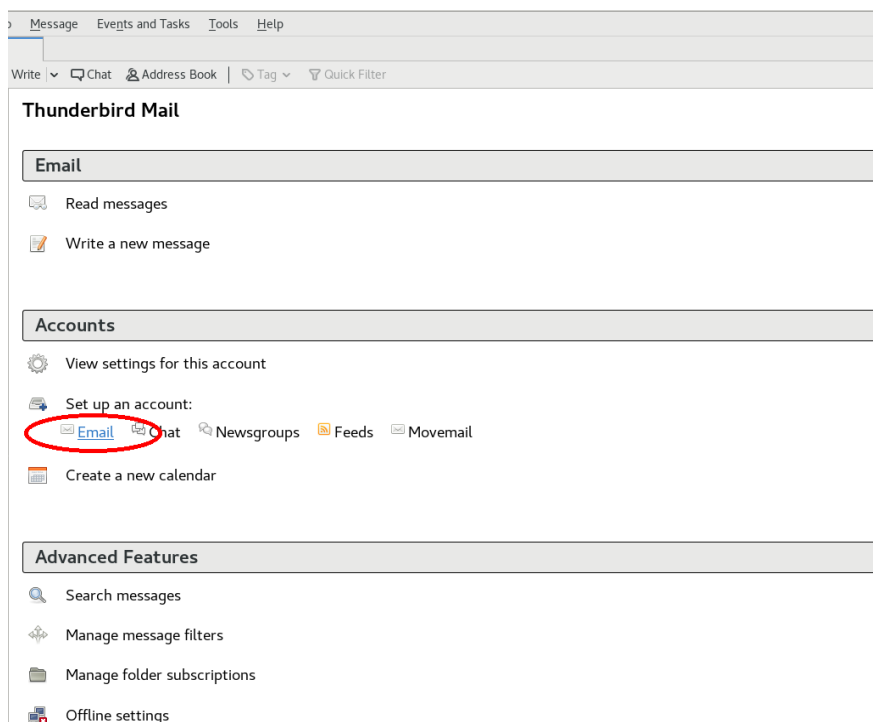 Message Events and Tasks Tools Help
Write Chat Address Book Tag Quick Filter
Thunderbird Mail
Email
Read messages
Write a new message
Accounts
View settings for this account
Set up an account:
Email Chat Newsgroups Feeds Movemail
Create a new calendar
Advanced Features
Search messages
Manage message filters
Manage folder subscriptions
Offline settings